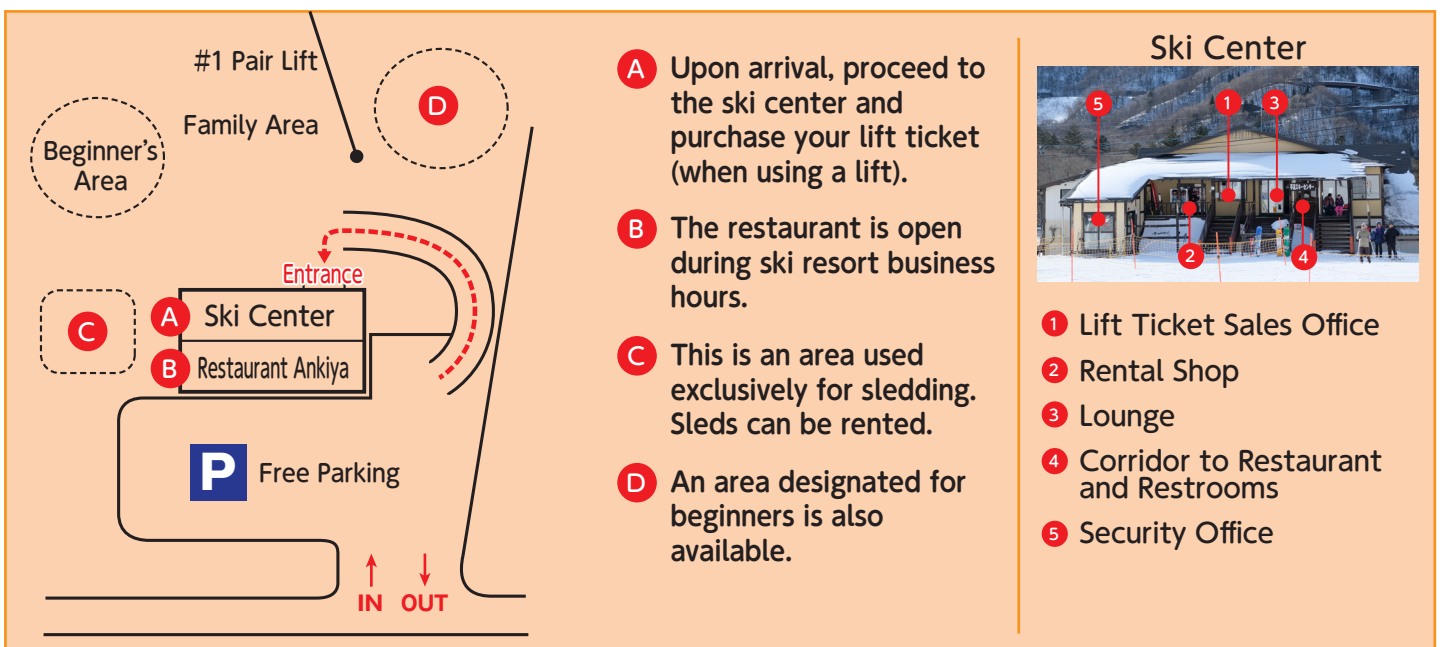 #1 Pair Lift
Family Area
Beginner's
Area
D
Entrance
A
Ski Center
B
Restaurant Ankiya
C
P
Free Parking
IN
OUT
A
Upon arrival, proceed to
the ski center and
purchase your lift ticket
(when using a lift).
B
The restaurant is open
during ski resort business
hours.
C
This is an area used
exclusively for sledding.
Sleds can be rented.
D
An area designated for
beginners is also
available.
Ski Center
5
1
3
2
4
1 Lift Ticket Sales Office
2 Rental Shop
3 Lounge
4 Corridor to Restaurant
and Restrooms
5 Security Office